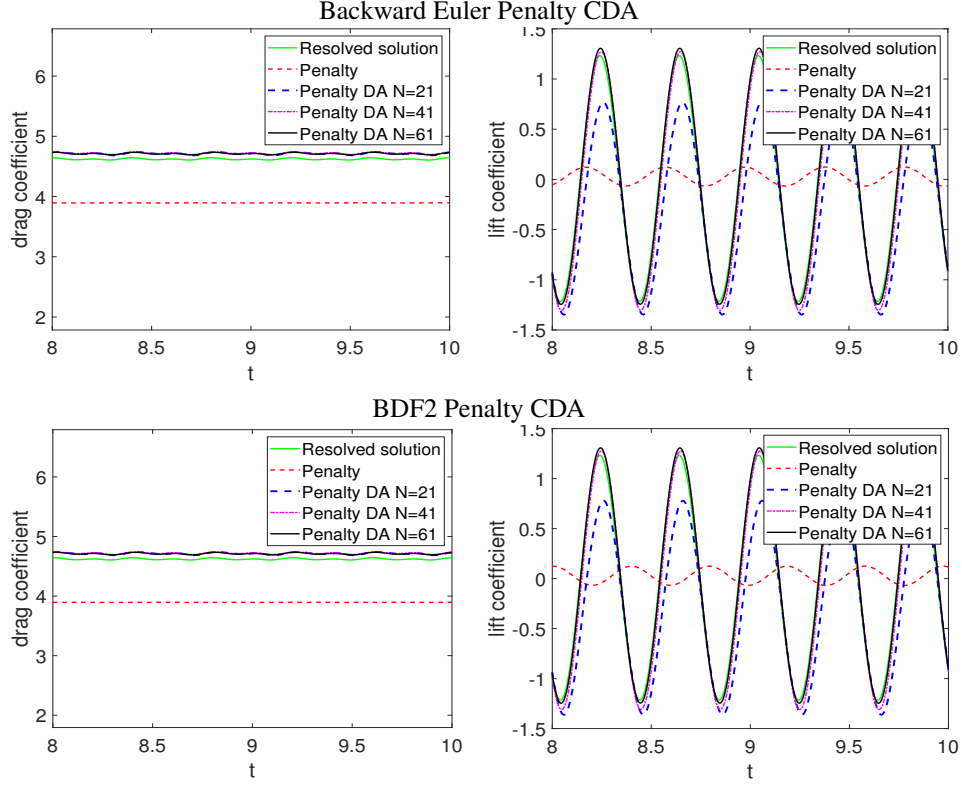 Backward Euler Penalty CDA
Resolved solution
Penalty
Penalty DA N=21
Penalty DA N=41
Penalty DA N=61
drag coefficient
6
5
4
3
2
8
8.5
9
9.5
10
t
Resolved solution
Penalty
Penalty DA N=21
Penalty DA N=41
Penalty DA N=61
lift coefficient
1.5
1
0.5
0
-0.5
-1
-1.5
8
8.5
9
9.5
10
t
BDF2 Penalty CDA
Resolved solution
Penalty
Penalty DA N=21
Penalty DA N=41
Penalty DA N=61
drag coefficient
6
5
4
3
2
8
8.5
9
9.5
10
t
Resolved solution
Penalty
Penalty DA N=21
Penalty DA N=41
Penalty DA N=61
lift coefficient
1.5
1
0.5
0
-0.5
-1
-1.5
8
8.5
9
9.5
10
t